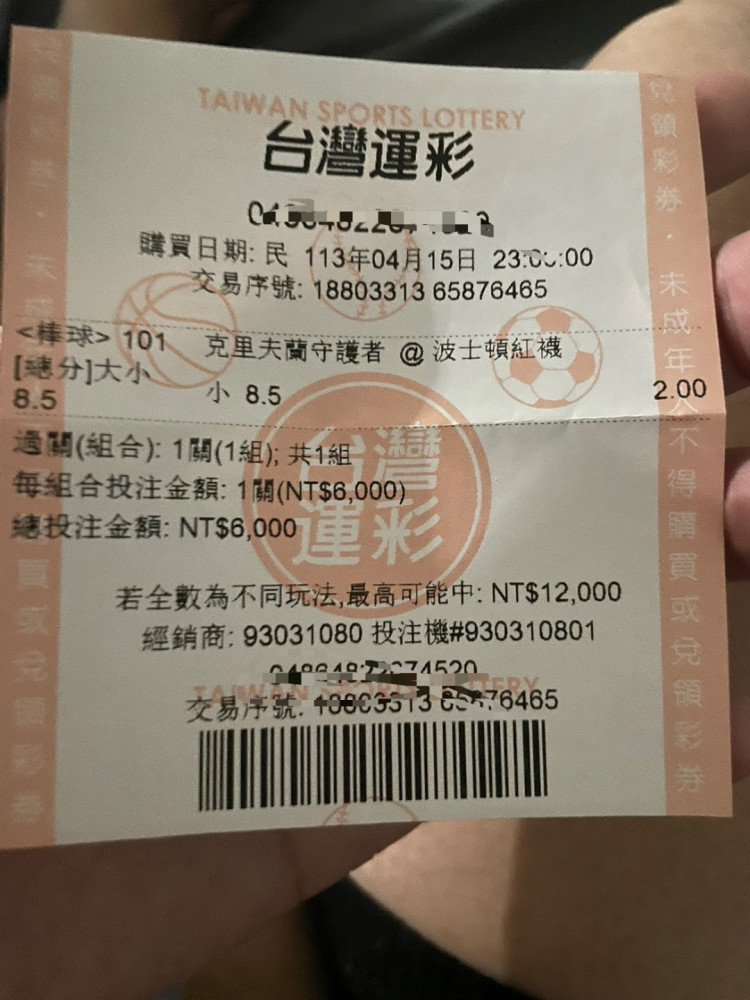 TAIWAN SPORTS LOTTERY
台灣運彩
購買日期: 民 113年04月15日
交易序號: 18803313 65876465
<棒球> 101 克里夫蘭守護者 @ 波士頓紅襪
[總分]大小
8.5
小 8.5 2.00
過關(組合): 1關(1組); 共1組
每組合投注金額: 1關(NT$6,000)
總投注金額: NT$6,000
台灣
運彩
若全數為不同玩法,最高可能中: NT$12,000
經銷商: 93031080 投注機#930310801
交易序號:
兌領彩券・未成年人不得購買或兌領彩券